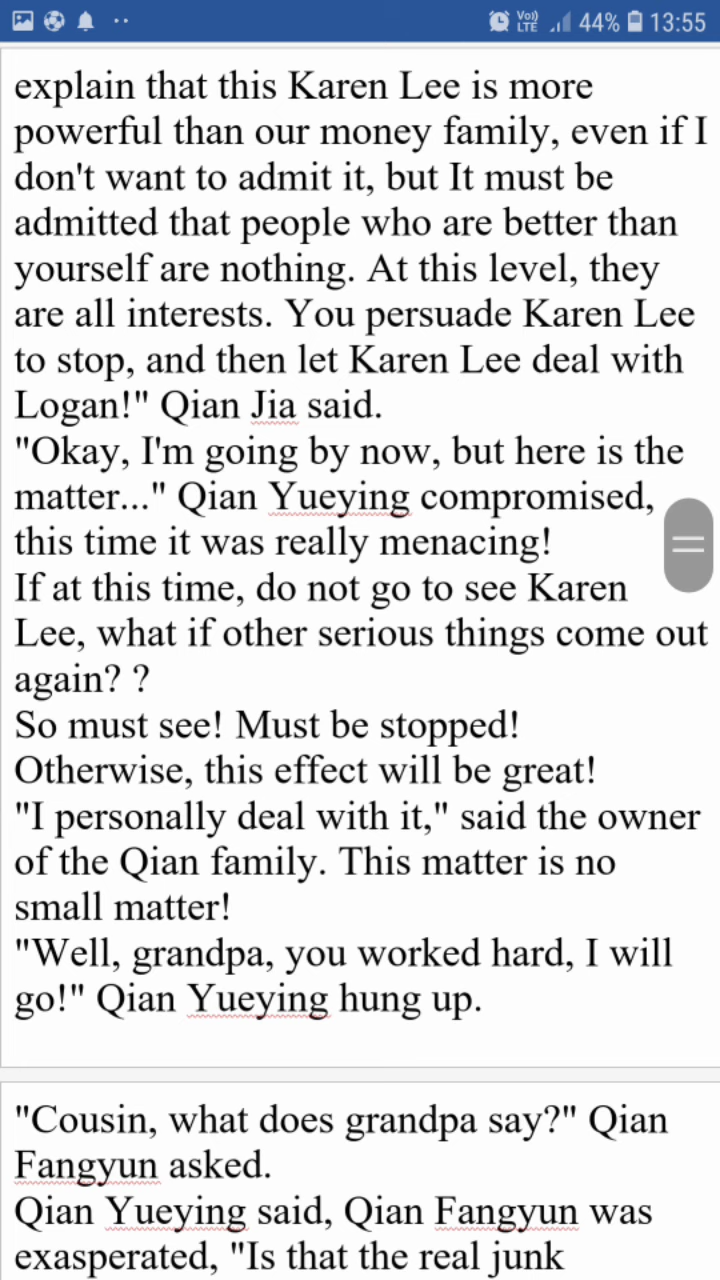 Vo))
LTE
44%
13:55
explain that this Karen Lee is more
powerful than our money family, even if I
don't want to admit it, but It must be
admitted that people who are better than
yourself are nothing. At this level, they
are all interests. You persuade Karen Lee
to stop, and then let Karen Lee deal with
Logan!" Qian Jia said.
"Okay, I'm going by now, but here is the
matter..." Qian Yueying compromised,
this time it was really menacing!
If at this time, do not go to see Karen
Lee, what if other serious things come out
again? ?
So must see! Must be stopped!
Otherwise, this effect will be great!
"I personally deal with it," said the owner
of the Qian family. This matter is no
small matter!
"Well, grandpa, you worked hard, I will
go!" Qian Yueying hung up.
"Cousin, what does grandpa say?" Qian
Fangyun asked.
Qian Yueying said, Qian Fangyun was
exasperated, "Is that the real junk